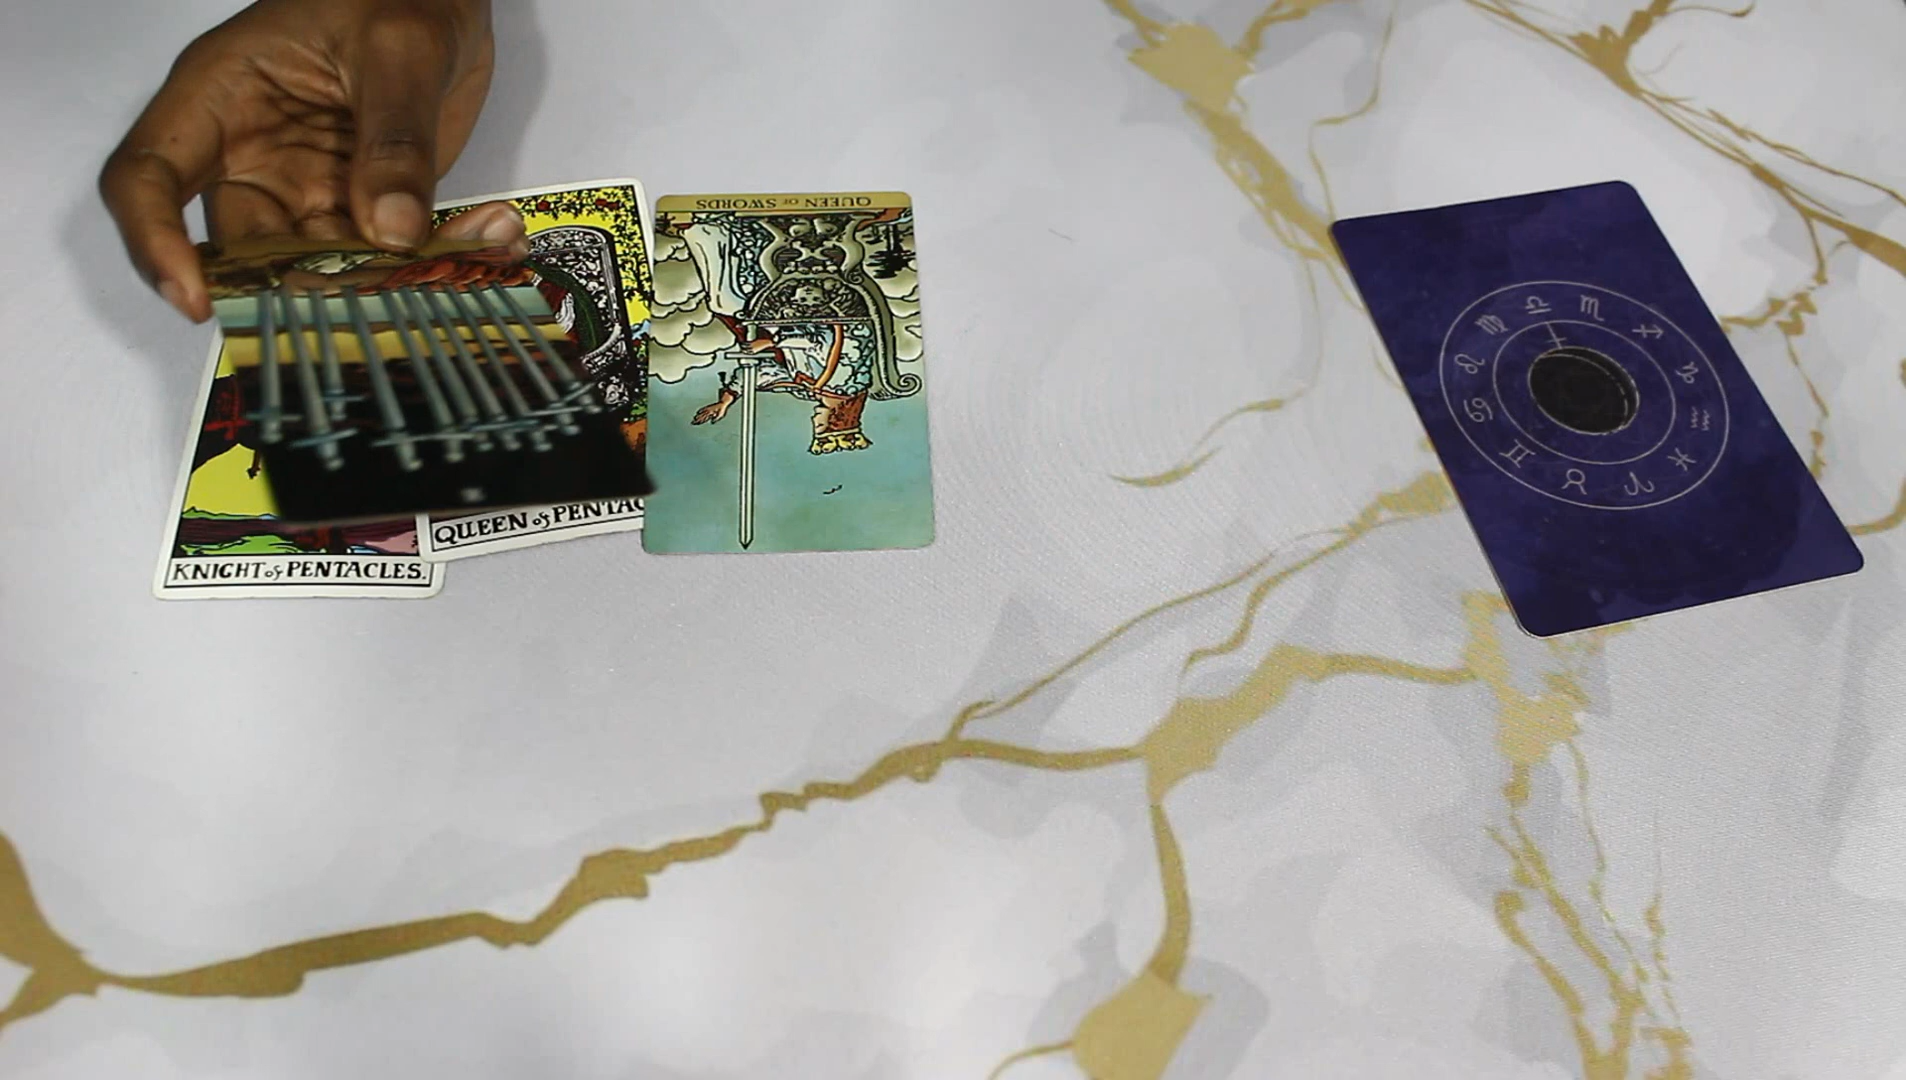 QUEEN OF SWORDS
QUEEN of PENTAC
KNIGHT of PENTACLES.